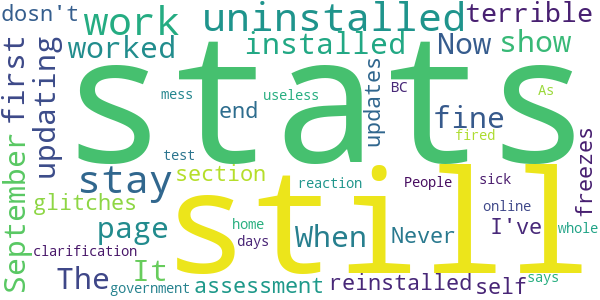 dosn't work uninstalled terrible
worked installed Now show
first updating stats
mess useless end updates BC fine As fired
September stay test section freezes
glitches still reaction People sick
page When Never I've online whole
home days
clarification The It government assessment reinstalled self says